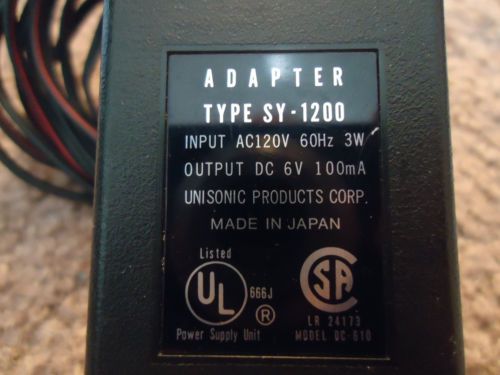 ADAPTER
TYPE SY-1200
INPUT AC120V 60Hz 3W
OUTPUT DC 6V 100mA
UNISONIC PRODUCTS CORP.
MADE IN JAPAN
Listed
UL 666J ®
Power Supply Unit
SA
LR 24173
MODEL DC-610